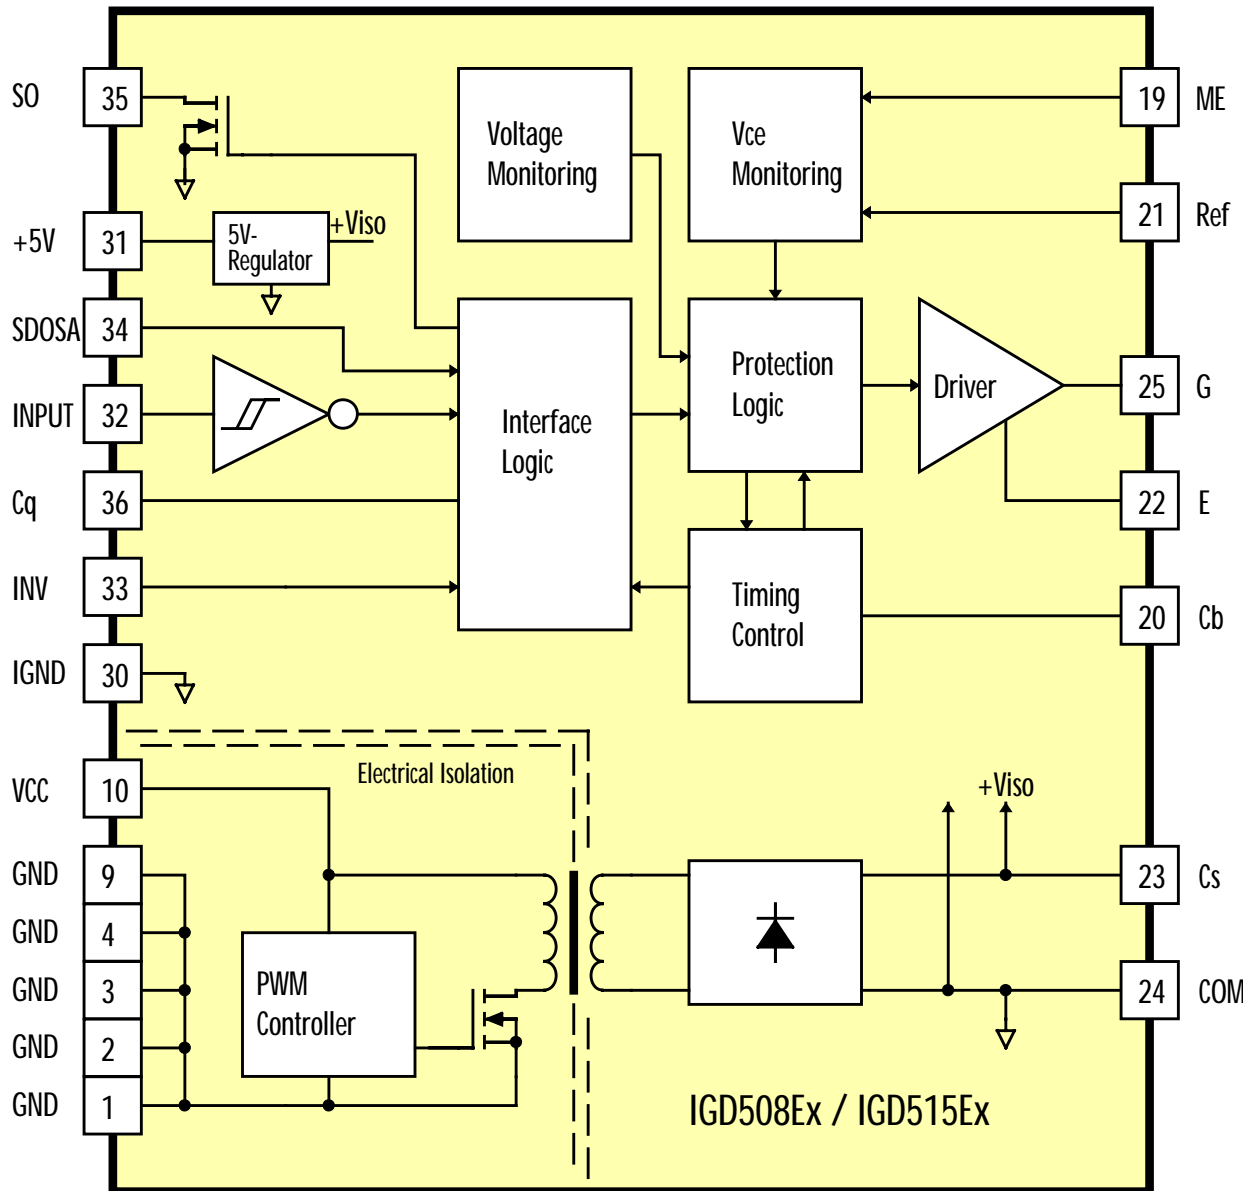 SO
35
Voltage
Monitoring
Vce
Monitoring
19
ME
+5V
31
5V-
Regulator
+Viso
21
Ref
SDOSA
34
INPUT
32
Interface
Logic
Protection
Logic
Driver
25
G
Cq
36
22
E
INV
33
Timing
Control
20
Cb
IGND
30
Electrical Isolation
VCC
10
+Viso
GND
9
23
Cs
GND
4
GND
3
PWM
Controller
24
COM
GND
2
GND
1
IGD508Ex / IGD515Ex